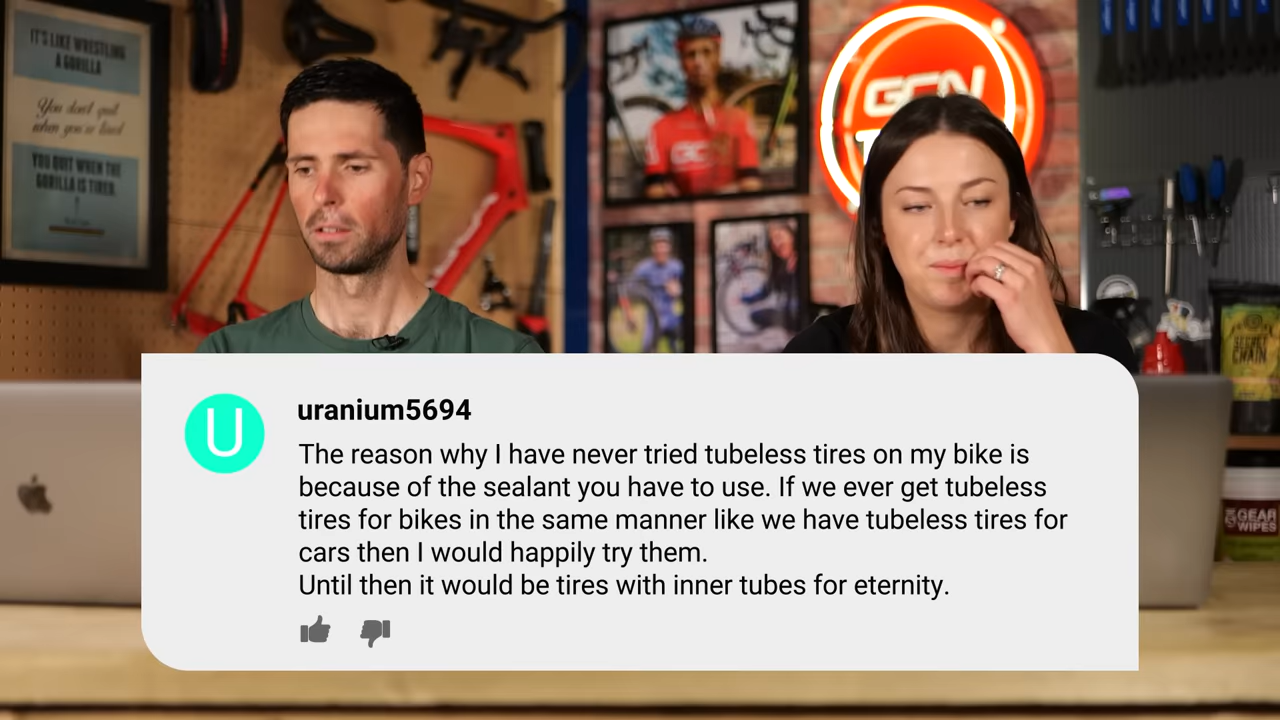 IT'S LIKE WRESTLING
A GORILLA
You don't quit
when you're tired
YOU QUIT WHEN THE
GORILLA IS TIRED.
GCN
GC
SECRET
CHAIN
GEAR
WIPES
U
uranium5694
The reason why I have never tried tubeless tires on my bike is
because of the sealant you have to use. If we ever get tubeless
tires for bikes in the same manner like we have tubeless tires for
cars then I would happily try them.
Until then it would be tires with inner tubes for eternity.